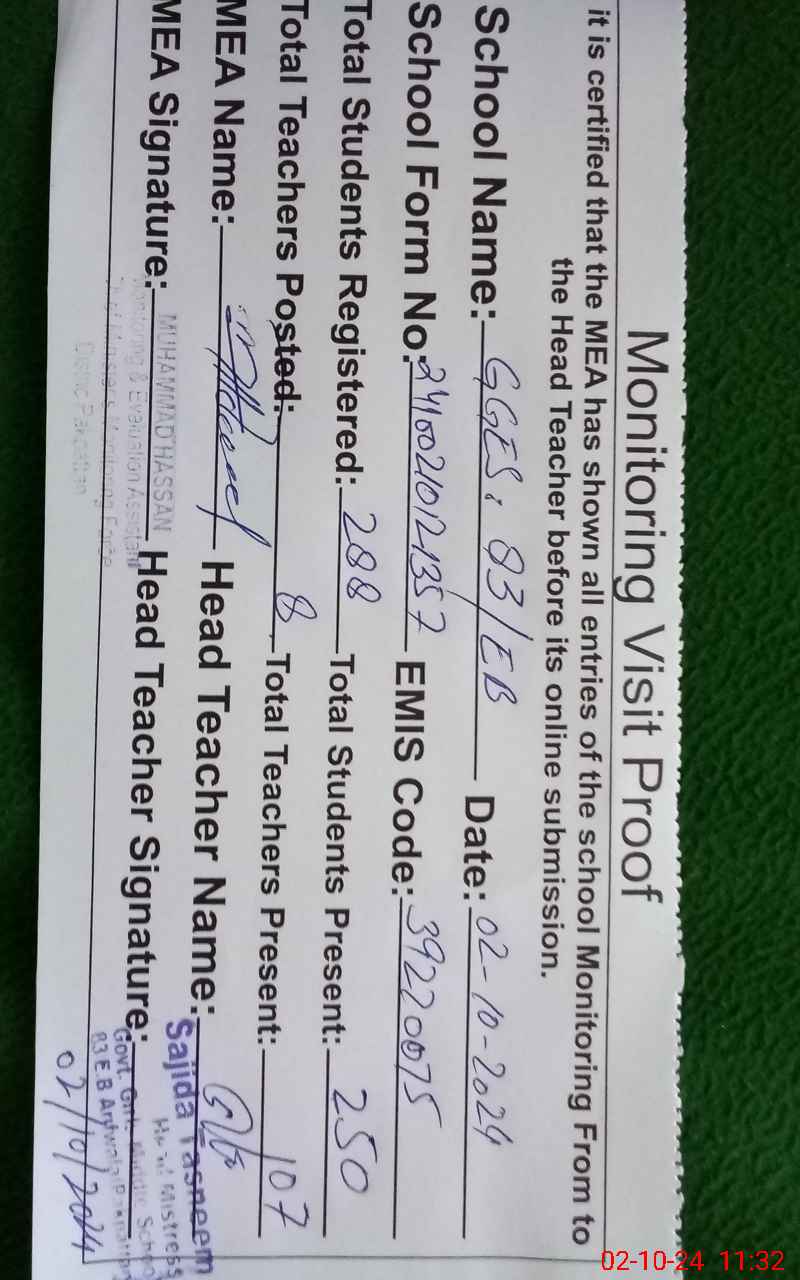 Monitoring Visit Proof
it is certified that the MEA has shown all entries of the school Monitoring From to
the Head Teacher before its online submission.
School Name: GGES: 83/EB Date: 02-10-2024
School Form No: EMIS Code: 39220075
Total Students Registered: 288 Total Students Present: 250
Total Teachers Posted: 8 Total Teachers Present: 107
MEA Name: Head Teacher Name:
MEA Signature: Head Teacher Signature:
MUHAMMAD HASSAN
Monitoring & Evaluation Assistant
Chief Minister's Monitoring Force
District Pakpattan
Sajida Tasneem
Head Mistress
Govt. Girls Middle School
83 E.B
02/10/2024
02-10-24 11:32